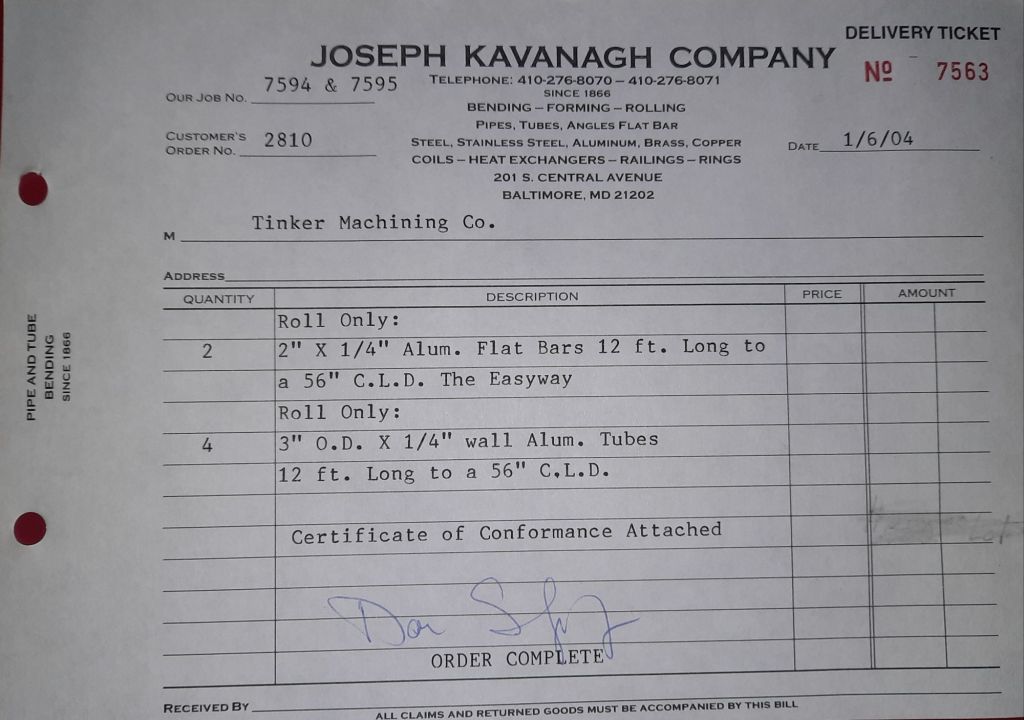 DELIVERY TICKET
JOSEPH KAVANAGH COMPANY
Nº 7563
OUR JOB NO. 7594 & 7595
TELEPHONE: 410-276-8070 – 410-276-8071
SINCE 1866
BENDING – FORMING – ROLLING
PIPES, TUBES, ANGLES FLAT BAR
CUSTOMER'S
ORDER NO. 2810
STEEL, STAINLESS STEEL, ALUMINUM, BRASS, COPPER
DATE 1/6/04
COILS – HEAT EXCHANGERS – RAILINGS – RINGS
201 S. CENTRAL AVENUE
BALTIMORE, MD 21202
M Tinker Machining Co.
ADDRESS
QUANTITY DESCRIPTION PRICE AMOUNT
Roll Only:
2 2" X 1/4" Alum. Flat Bars 12 ft. Long to
a 56" C.L.D. The Easyway
Roll Only:
4 3" O.D. X 1/4" wall Alum. Tubes
12 ft. Long to a 56" C.L.D.
Certificate of Conformance Attached
ORDER COMPLETE
RECEIVED BY
ALL CLAIMS AND RETURNED GOODS MUST BE ACCOMPANIED BY THIS BILL
PIPE AND TUBE
BENDING
SINCE 1866